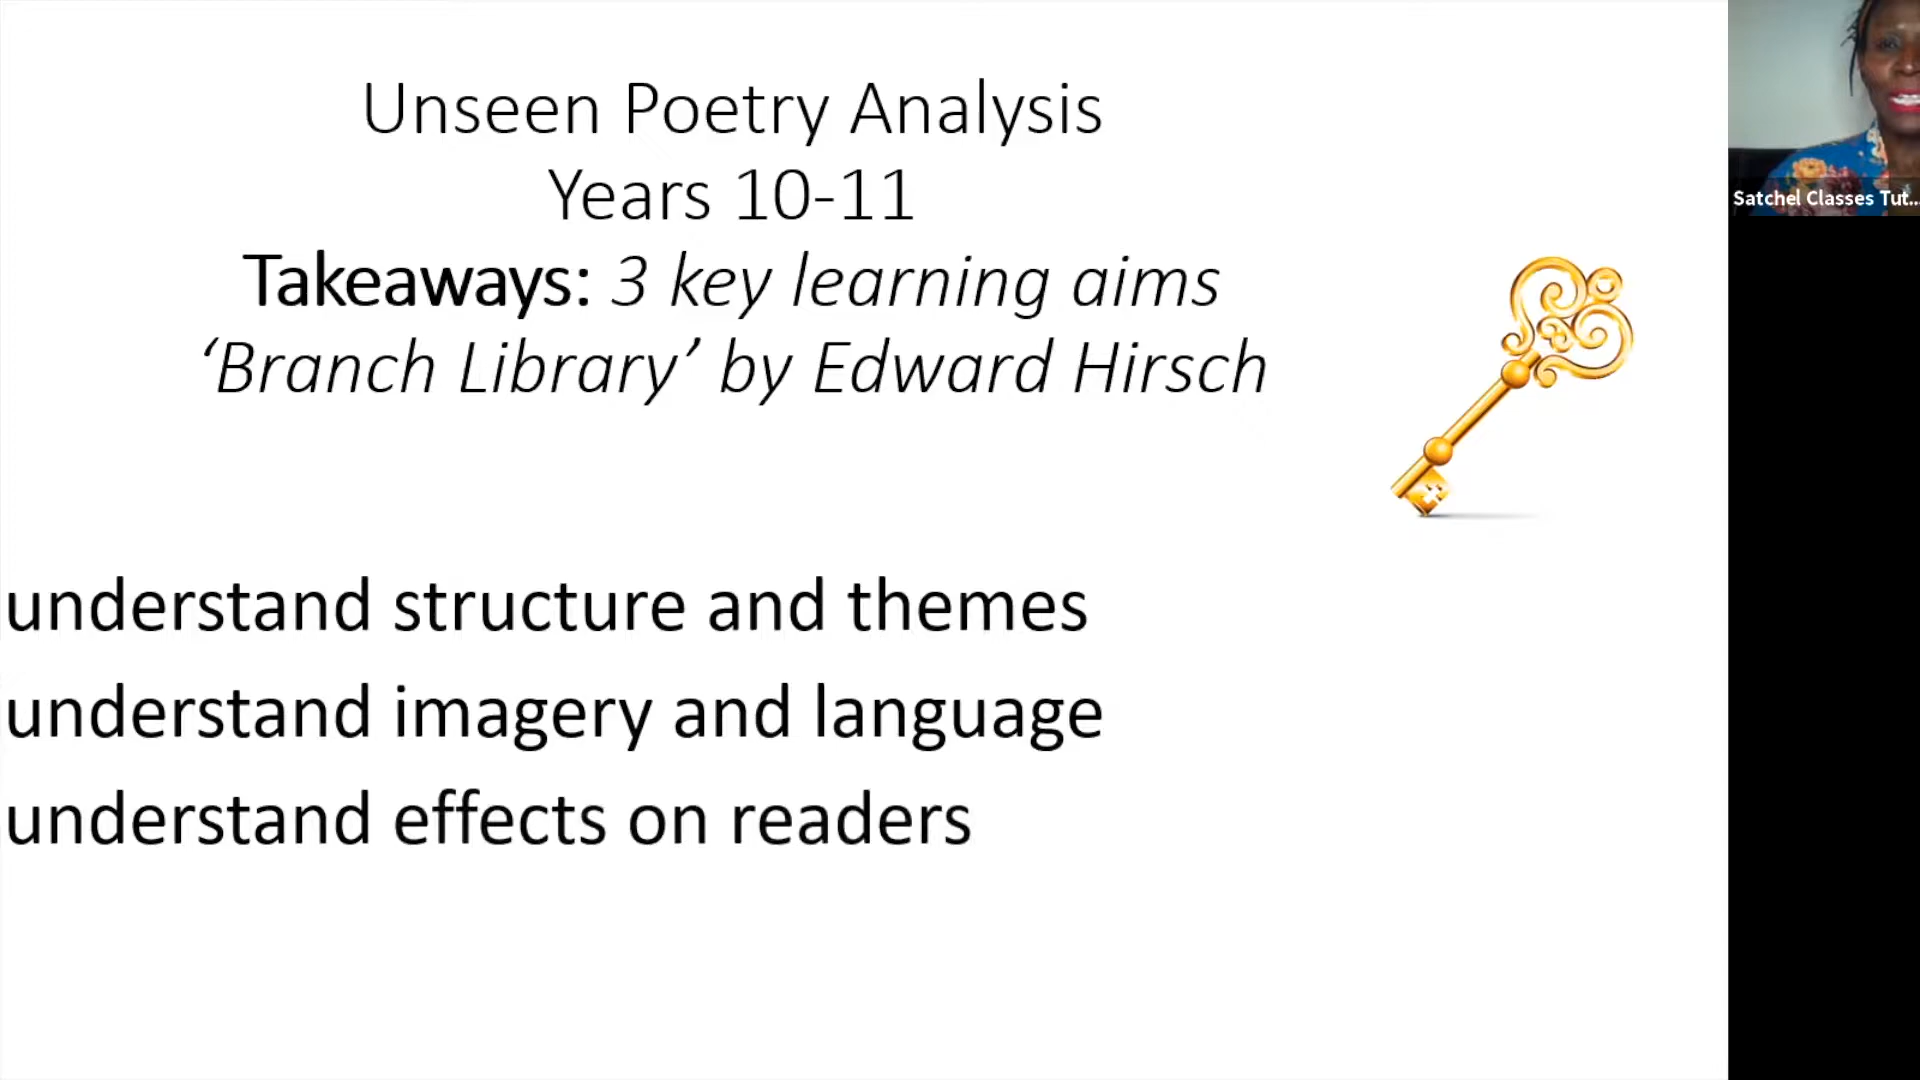 Unseen Poetry Analysis
Years 10-11
Takeaways: 3 key learning aims
‘Branch Library’ by Edward Hirsch
understand structure and themes
understand imagery and language
understand effects on readers
Satchel Classes Tut...